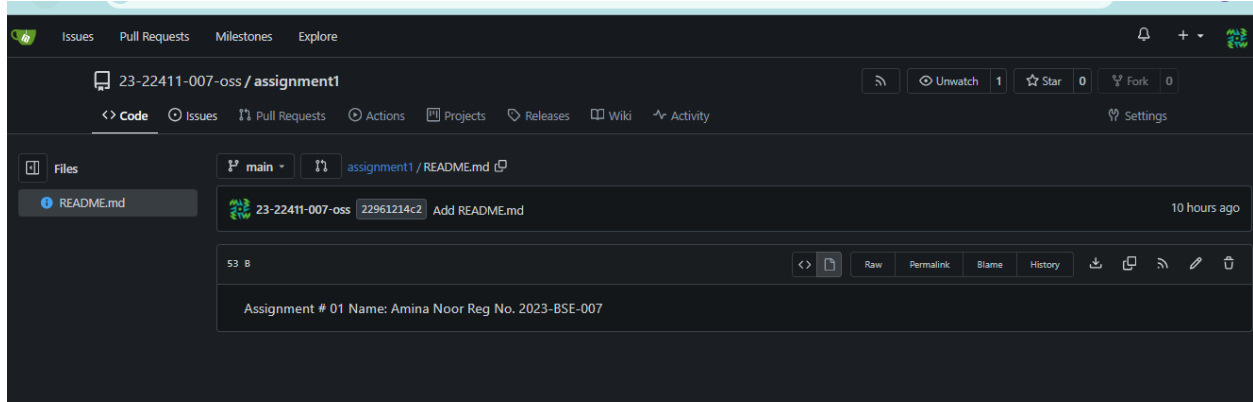 Issues Pull Requests Milestones Explore
23-22411-007-oss / assignment1
Unwatch 1 Star 0 Fork 0
Code Issues Pull Requests Actions Projects Releases Wiki Activity Settings
Files
main assignment1 / README.md
README.md
23-22411-007-oss 22961214c2 Add README.md 10 hours ago
53 B Raw Permalink Blame History
Assignment # 01 Name: Amina Noor Reg No. 2023-BSE-007